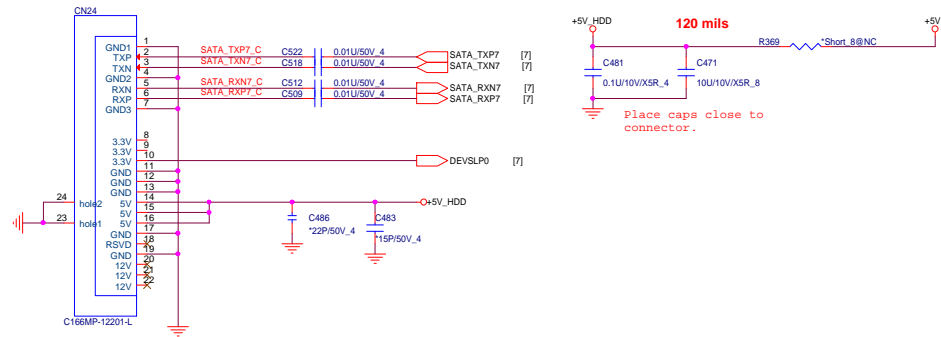 CN24
GND1 1
TXP 2 SATA_TXP7_C C522 0.01U/50V_4 SATA_TXP7 [7]
TXN 3 SATA_TXN7_C C518 0.01U/50V_4 SATA_TXN7 [7]
GND2 4
RXN 5 SATA_RXN7_C C512 0.01U/50V_4 SATA_RXN7 [7]
RXP 6 SATA_RXP7_C C509 0.01U/50V_4 SATA_RXP7 [7]
GND3 7
3.3V 8
3.3V 9
3.3V 10 DEVSLP0 [7]
GND 11
GND 12
GND 13
24 hole2 5V 14 +5V_HDD
5V 15
23 hole1 5V 16
C486 *22P/50V_4
C483 *15P/50V_4
GND 17
RSVD 18
GND 19
12V 20
12V 21
12V 22
C166MP-12201-L
+5V_HDD
120 mils
+5V
R369 *Short_8@NC
C481
0.1U/10V/X5R_4
C471
10U/10V/X5R_8
Place caps close to
connector.